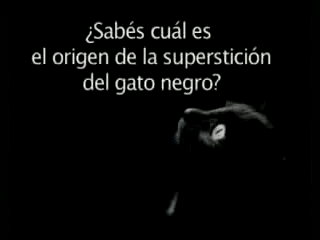 ¿Sabés cuál es
el origen de la superstición
del gato negro?